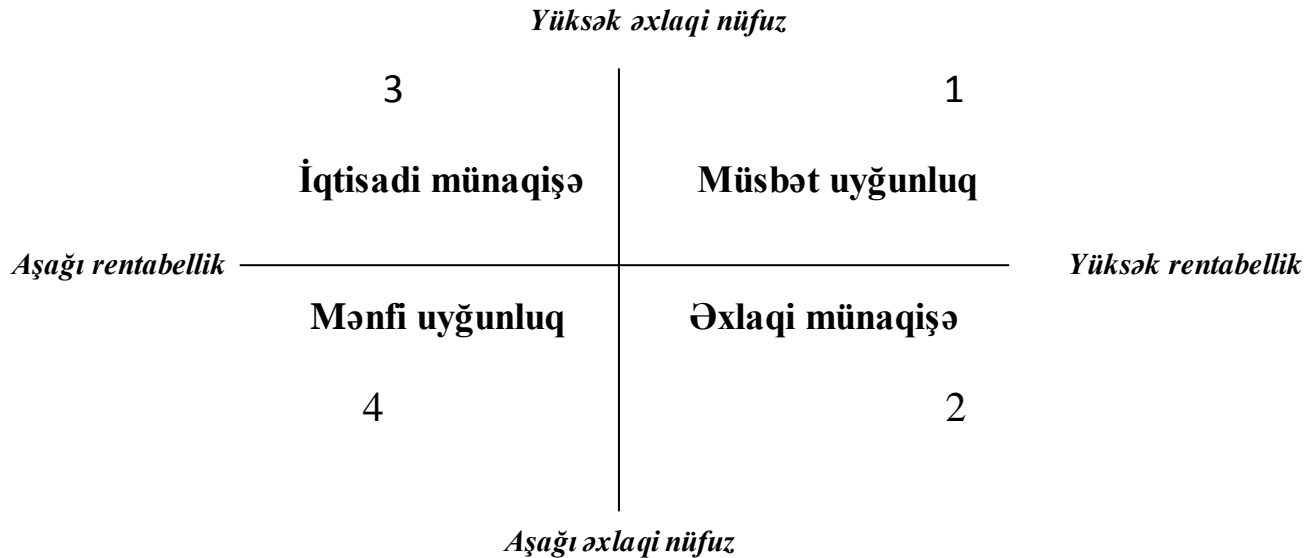 Yüksək əxlaqi nüfuz
3 1
İqtisadi münaqişə Müsbət uyğunluq
Aşağı rentabellik Yüksək rentabellik
Mənfi uyğunluq Əxlaqi münaqişə
4 2
Aşağı əxlaqi nüfuz